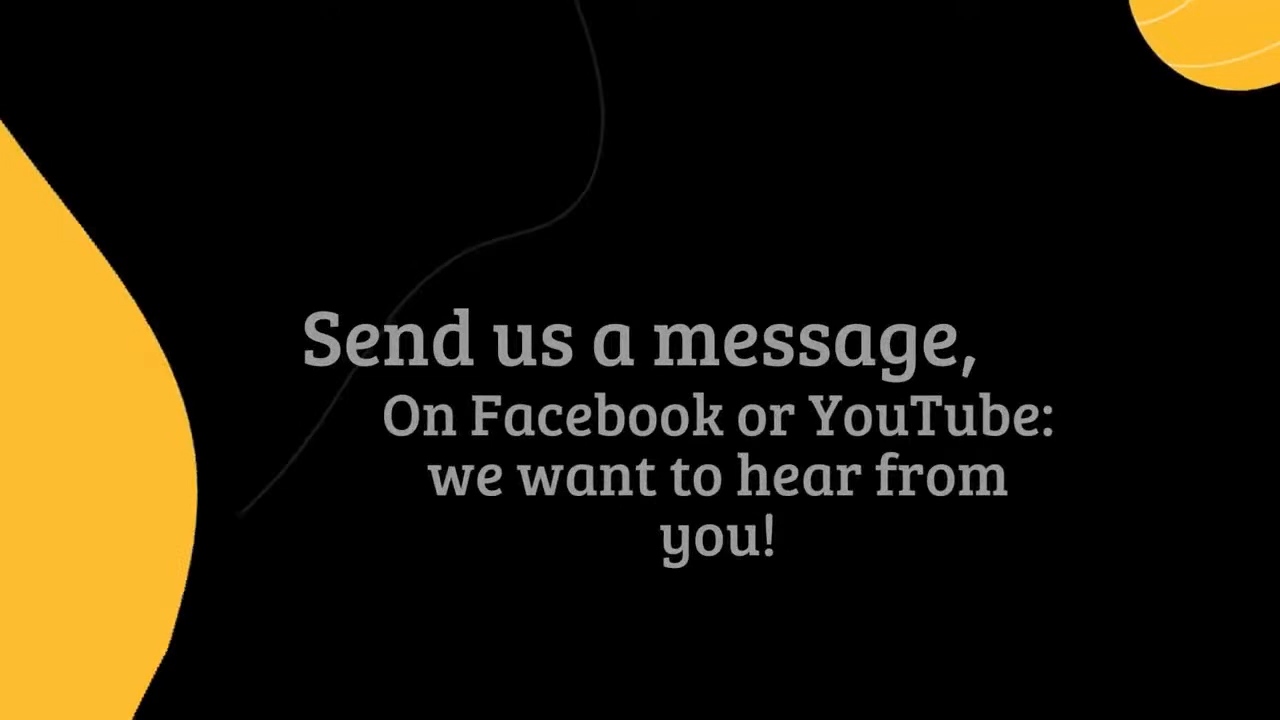 Send us a message,
On Facebook or YouTube:
we want to hear from
you!